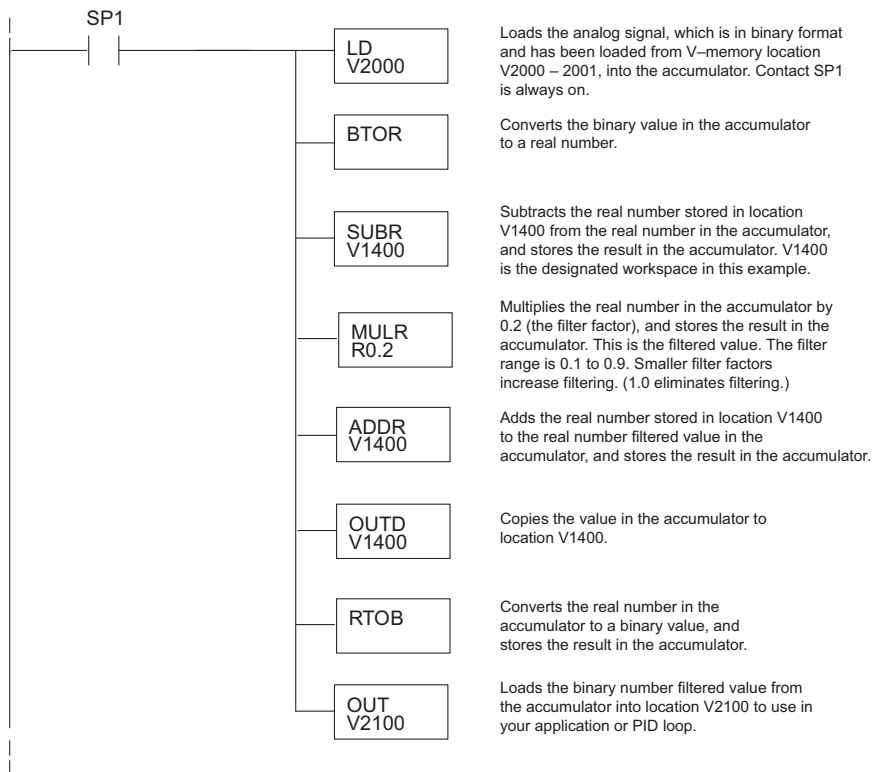 SP1
LD
V2000
Loads the analog signal, which is in binary format
and has been loaded from V–memory location
V2000 – 2001, into the accumulator. Contact SP1
is always on.
BTOR
Converts the binary value in the accumulator
to a real number.
SUBR
V1400
Subtracts the real number stored in location
V1400 from the real number in the accumulator,
and stores the result in the accumulator. V1400
is the designated workspace in this example.
MULR
R0.2
Multiplies the real number in the accumulator by
0.2 (the filter factor), and stores the result in the
accumulator. This is the filtered value. The filter
range is 0.1 to 0.9. Smaller filter factors
increase filtering. (1.0 eliminates filtering.)
ADDR
V1400
Adds the real number stored in location V1400
to the real number filtered value in the
accumulator, and stores the result in the accumulator.
OUTD
V1400
Copies the value in the accumulator to
location V1400.
RTOB
Converts the real number in the
accumulator to a binary value, and
stores the result in the accumulator.
OUT
V2100
Loads the binary number filtered value from
the accumulator into location V2100 to use in
your application or PID loop.